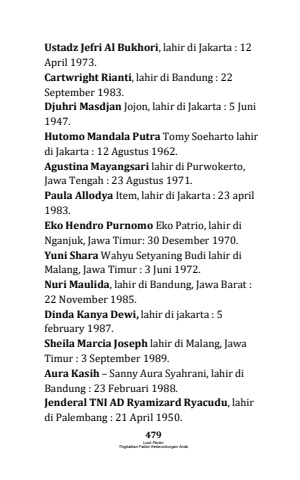 Ustadz Jefri Al Bukhori, lahir di Jakarta : 12
April 1973.
Cartwright Rianti, lahir di Bandung : 22
September 1983.
Djuhri Masdjan Jojon, lahir di Jakarta : 5 Juni
1947.
Hutomo Mandala Putra Tomy Soeharto lahir
di Jakarta : 12 Agustus 1962.
Agustina Mayangsari lahir di Purwokerto,
Jawa Tengah : 23 Agustus 1971.
Paula Allodya Item, lahir di Jakarta : 23 april
1983.
Eko Hendro Purnomo Eko Patrio, lahir di
Nganjuk, Jawa Timur: 30 Desember 1970.
Yuni Shara Wahyu Setyaning Budi lahir di
Malang, Jawa Timur : 3 Juni 1972.
Nuri Maulida, lahir di Bandung, Jawa Barat :
22 November 1985.
Dinda Kanya Dewi, lahir di jakarta : 5
february 1987.
Sheila Marcia Joseph lahir di Malang, Jawa
Timur : 3 September 1989.
Aura Kasih – Sanny Aura Syahrani, lahir di
Bandung : 23 Februari 1988.
Jenderal TNI AD Ryamizard Ryacudu, lahir
di Palembang : 21 April 1950.
479
Luck Factor
Tingkatkan Faktor Keberuntungan Anda